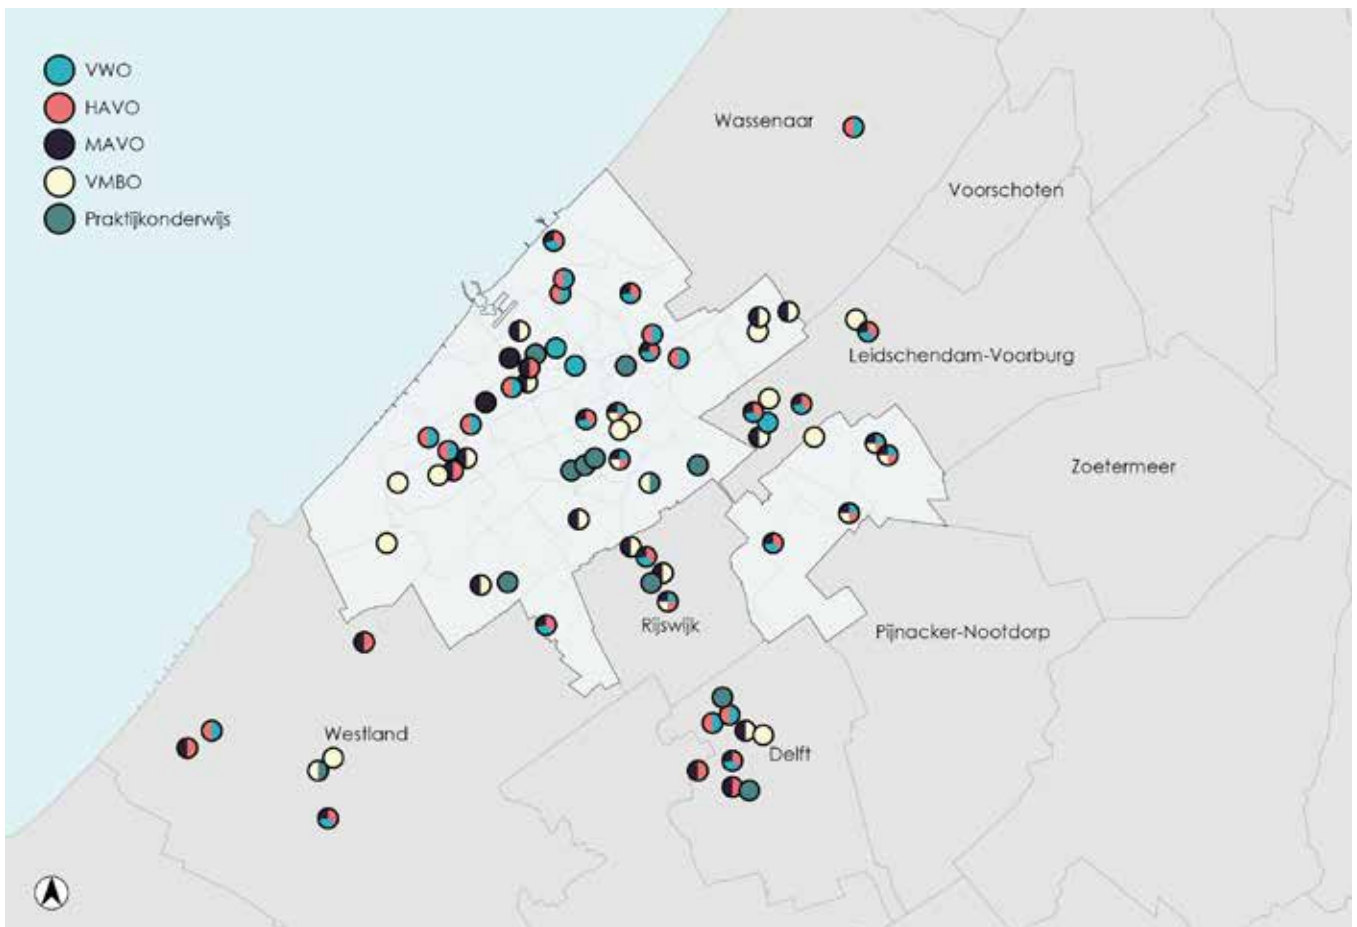 VWO
HAVO
MAVO
VMBO
Praktijkonderwijs
Wassenaar
Voorschoten
Leidschendam-Voorburg
Zoetermeer
Rijswijk
Pijnacker-Nootdorp
Westland
Delft